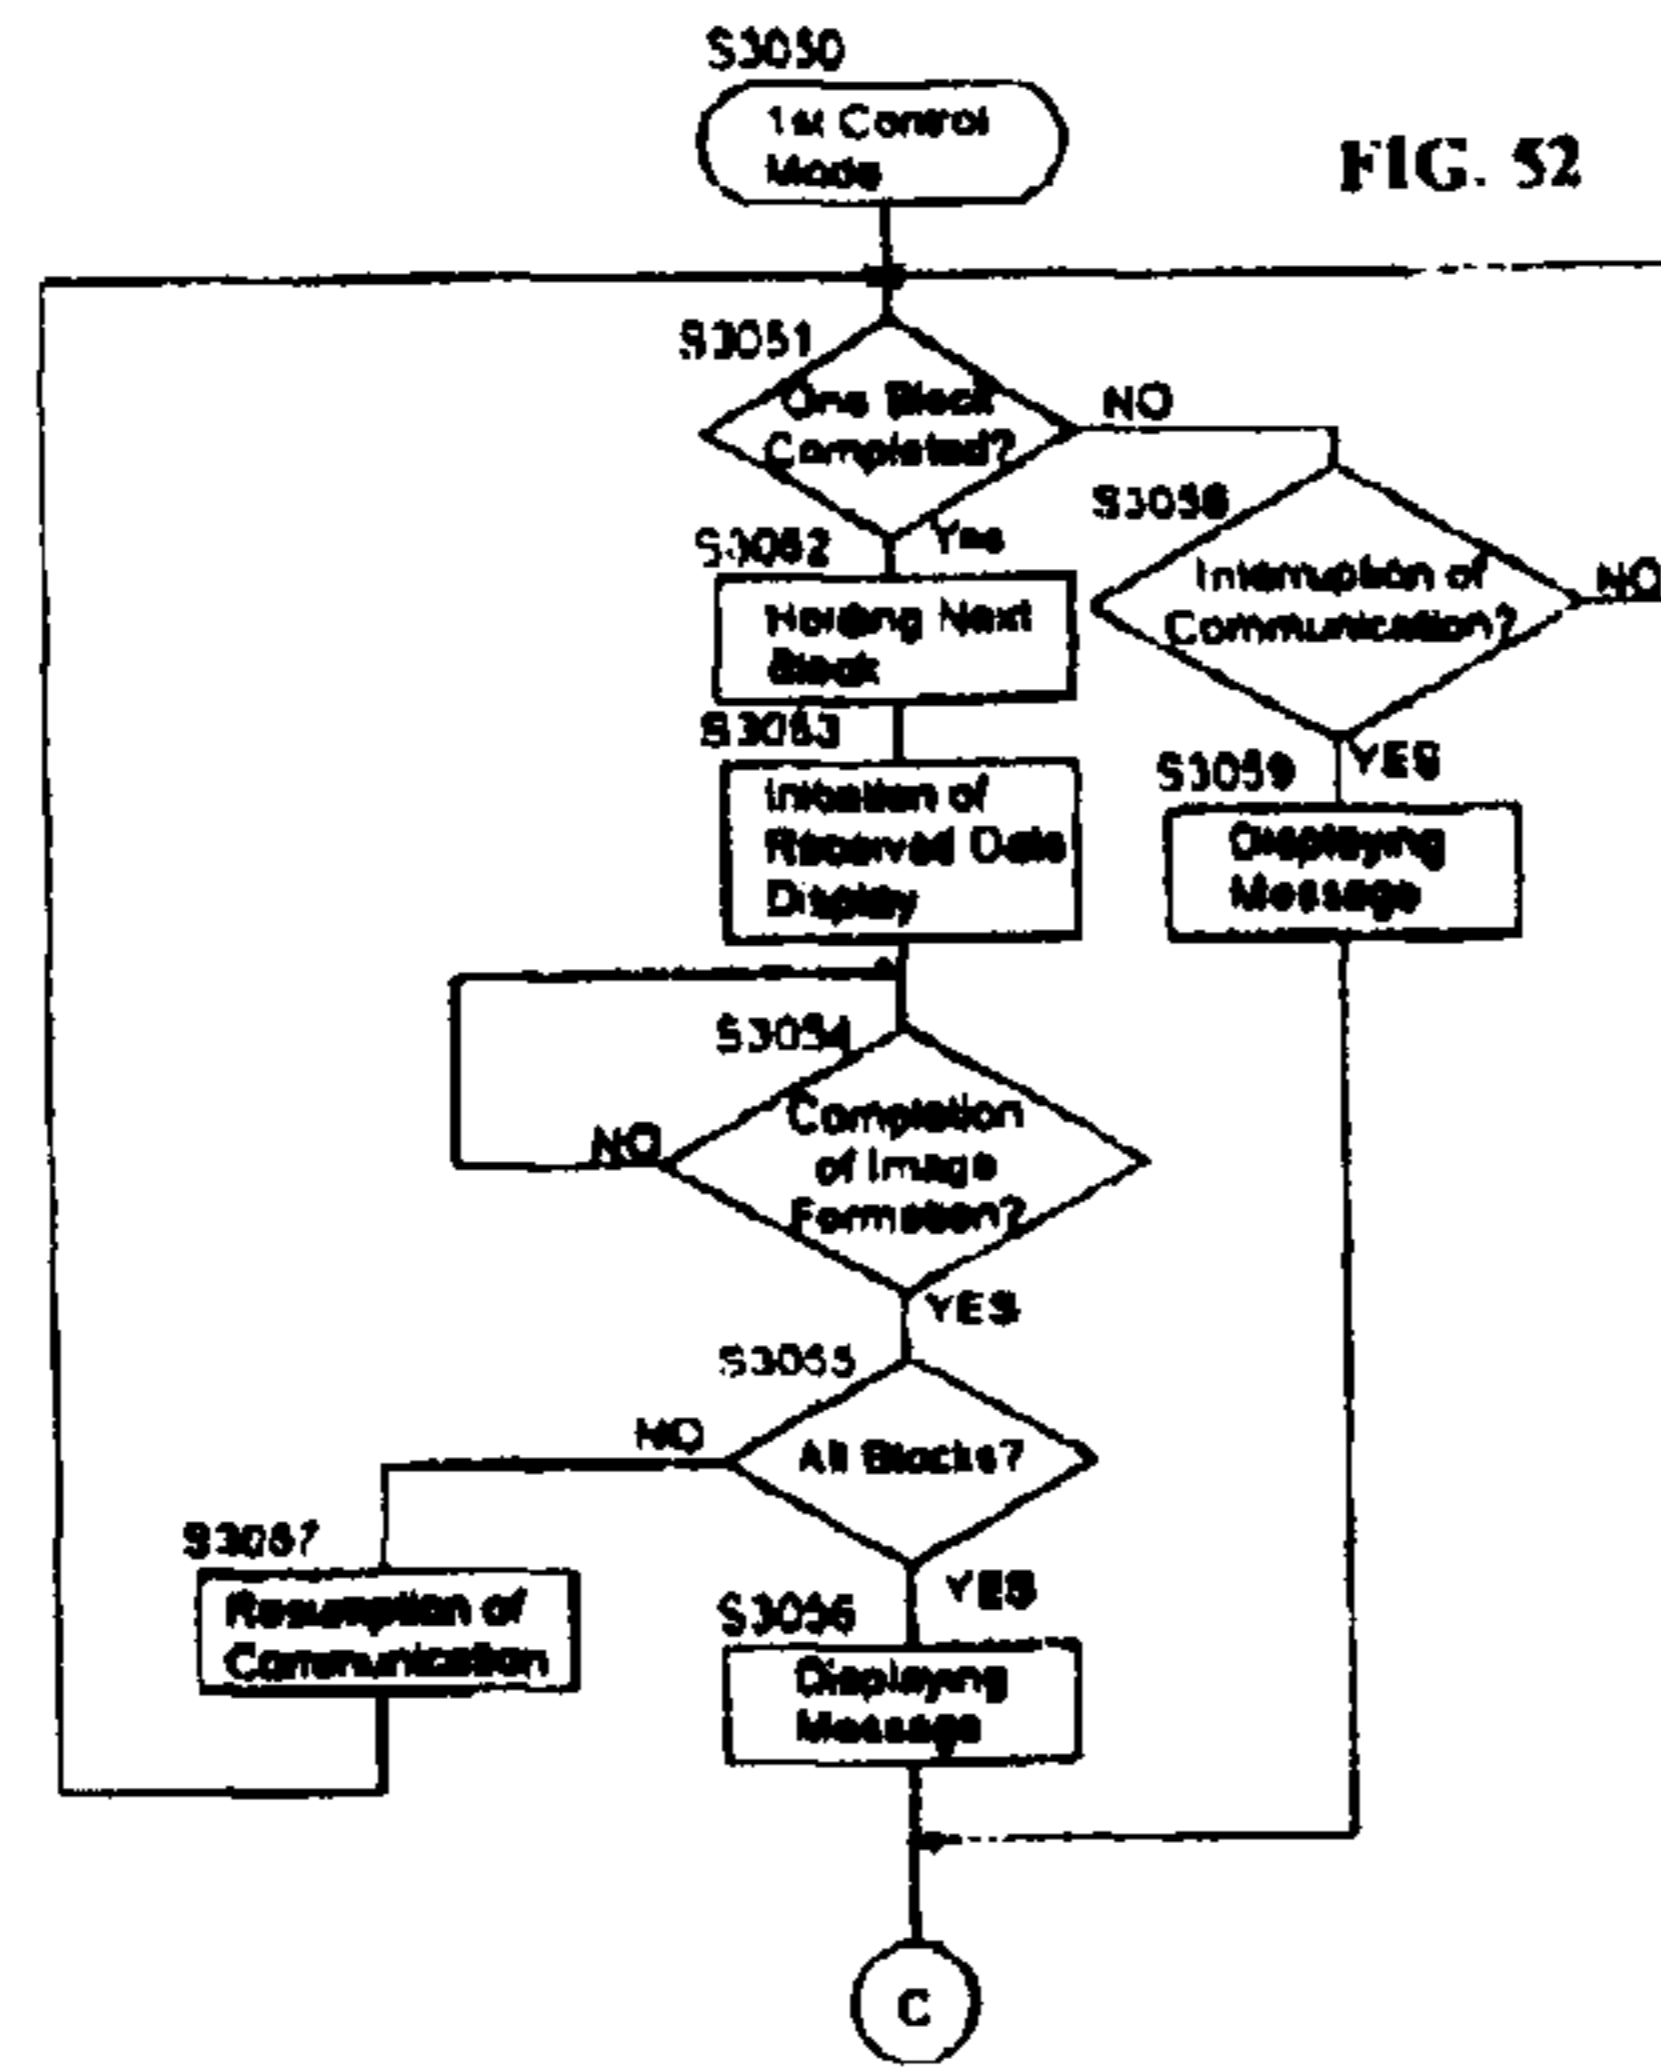 S3050
1st Control
Mode
FIG. 52
S3051
One Block
Completed?
NO
Yes
S3058
Interruption of
Communication?
NO
YES
S3052
Holding Next
Block
S3053
Initiation of
Received Data
Display
S3059
Displaying
Message
S3054
Completion
of Image
Formation?
NO
YES
S3055
All Blocks?
NO
YES
S3057
Resumption of
Communication
S3056
Displaying
Message
C